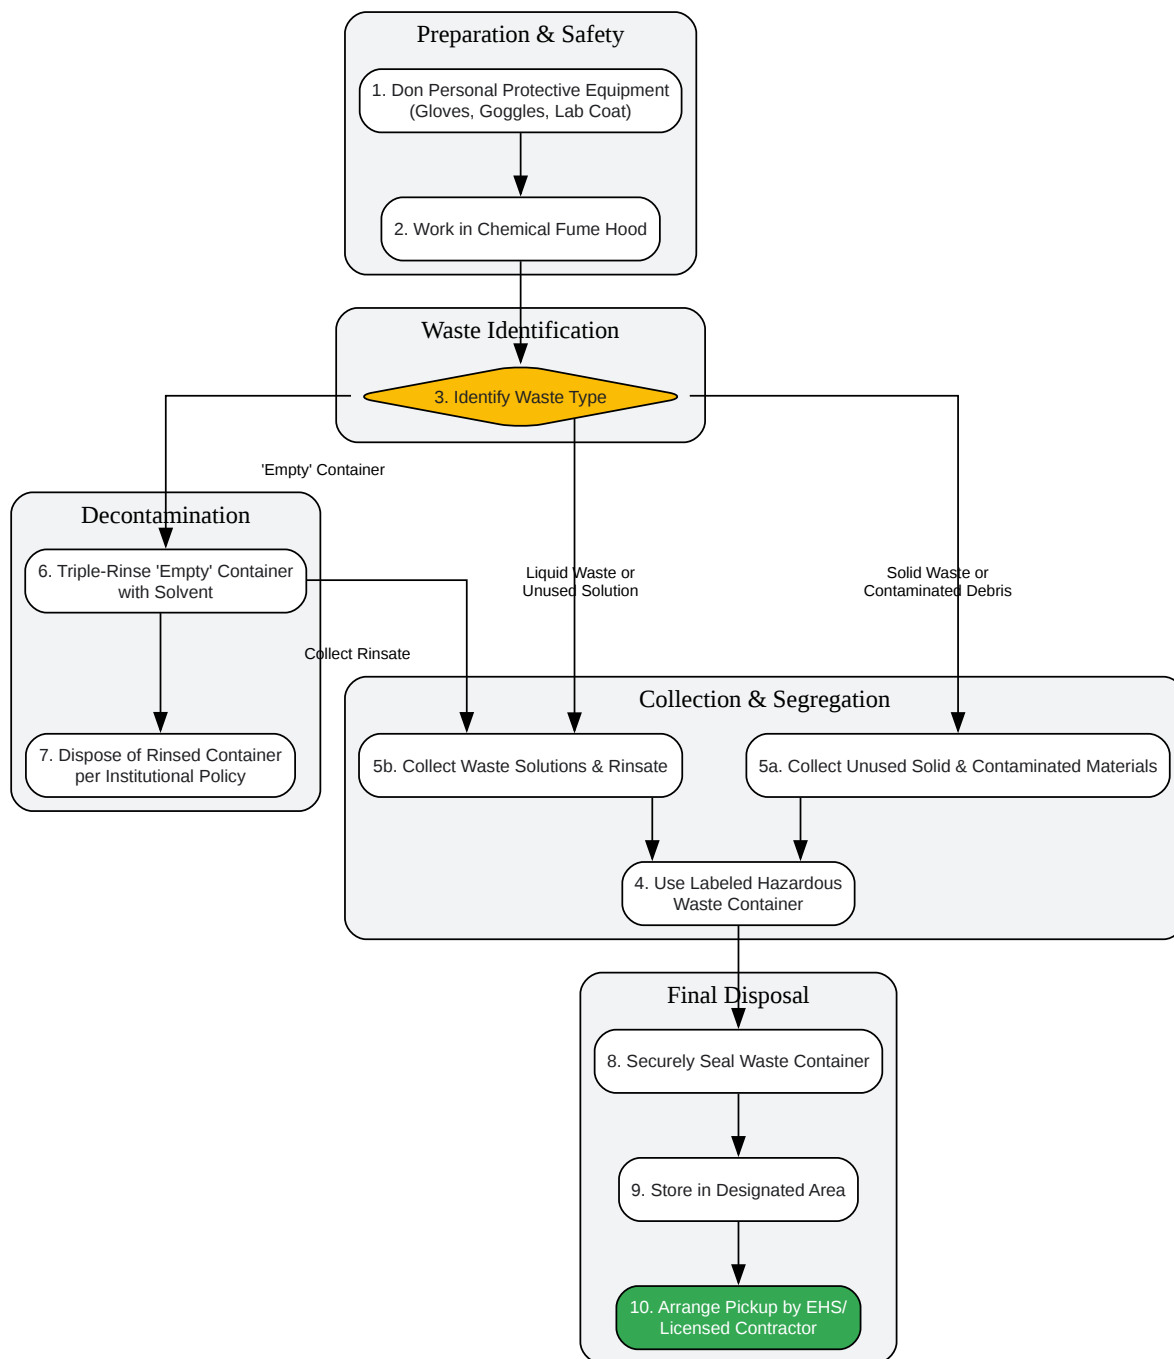 Preparation & Safety
1. Don Personal Protective Equipment
(Gloves, Goggles, Lab Coat)
2. Work in Chemical Fume Hood
Waste Identification
3. Identify Waste Type
'Empty' Container
Decontamination
6. Triple-Rinse 'Empty' Container
with Solvent
Liquid Waste or
Unused Solution
Solid Waste or
Contaminated Debris
Collect Rinsate
7. Dispose of Rinsed Container
per Institutional Policy
Collection & Segregation
5b. Collect Waste Solutions & Rinsate
5a. Collect Unused Solid & Contaminated Materials
4. Use Labeled Hazardous
Waste Container
Final Disposal
8. Securely Seal Waste Container
9. Store in Designated Area
10. Arrange Pickup by EHS/
Licensed Contractor